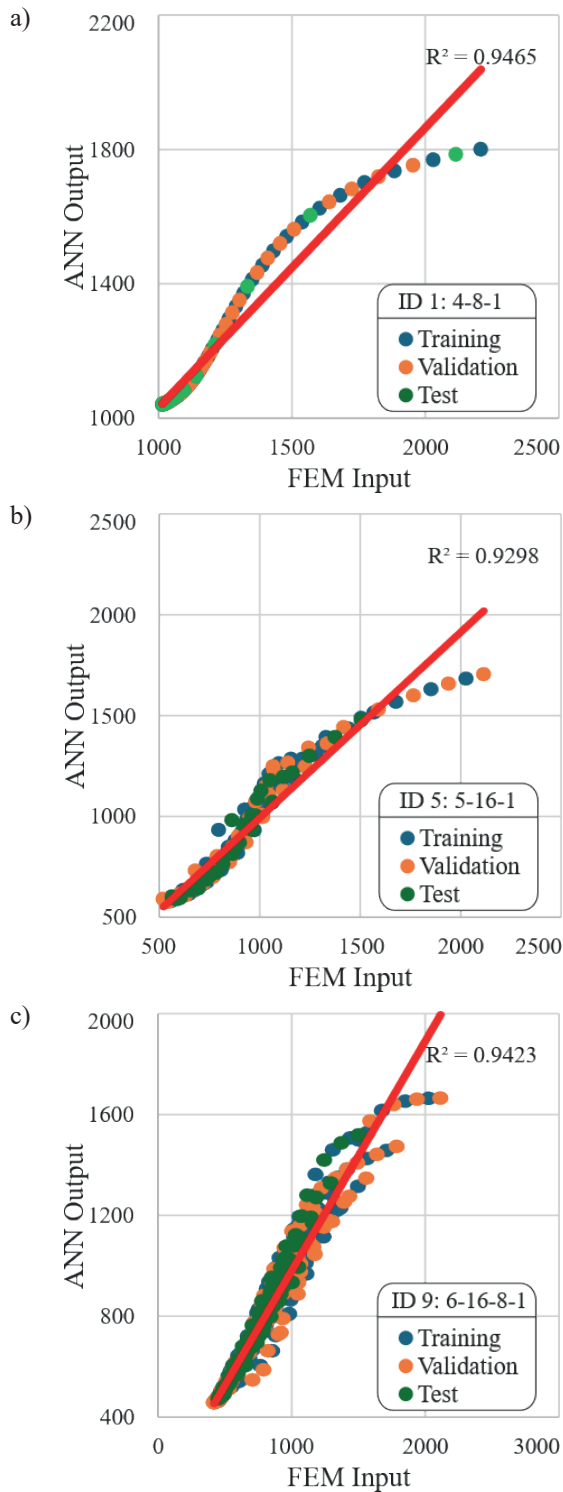 a)
2200
R² = 0.9465
1800
ANN Output
1400
ID 1: 4-8-1
Training
Validation
Test
1000
1000 1500 2000 2500
FEM Input
b)
2500
R² = 0.9298
2000
ANN Output
1500
1000
ID 5: 5-16-1
Training
Validation
Test
500
500 1000 1500 2000 2500
FEM Input
c)
2000
R² = 0.9423
1600
ANN Output
1200
800
ID 9: 6-16-8-1
Training
Validation
Test
400
0 1000 2000 3000
FEM Input